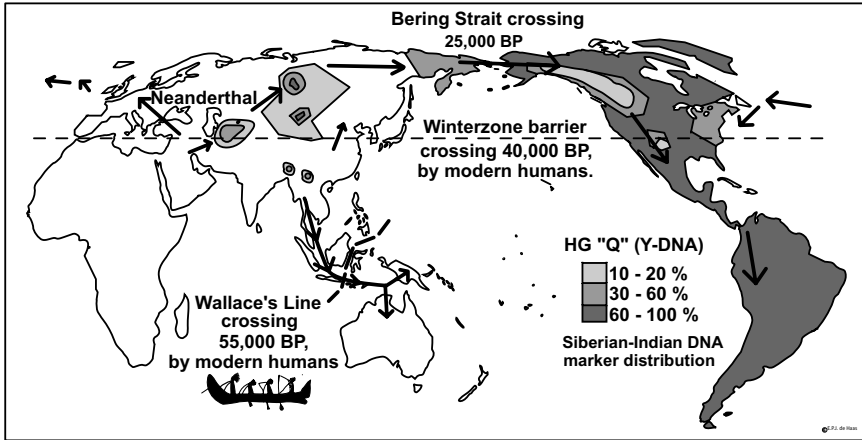 Bering Strait crossing
25,000 BP
Neanderthal
Winterzone barrier
crossing 40,000 BP,
by modern humans.
HG "Q" (Y-DNA)
10 - 20 %
30 - 60 %
60 - 100 %
Siberian-Indian DNA
marker distribution
Wallace's Line
crossing
55,000 BP,
by modern humans
©E.P.J. de Haas